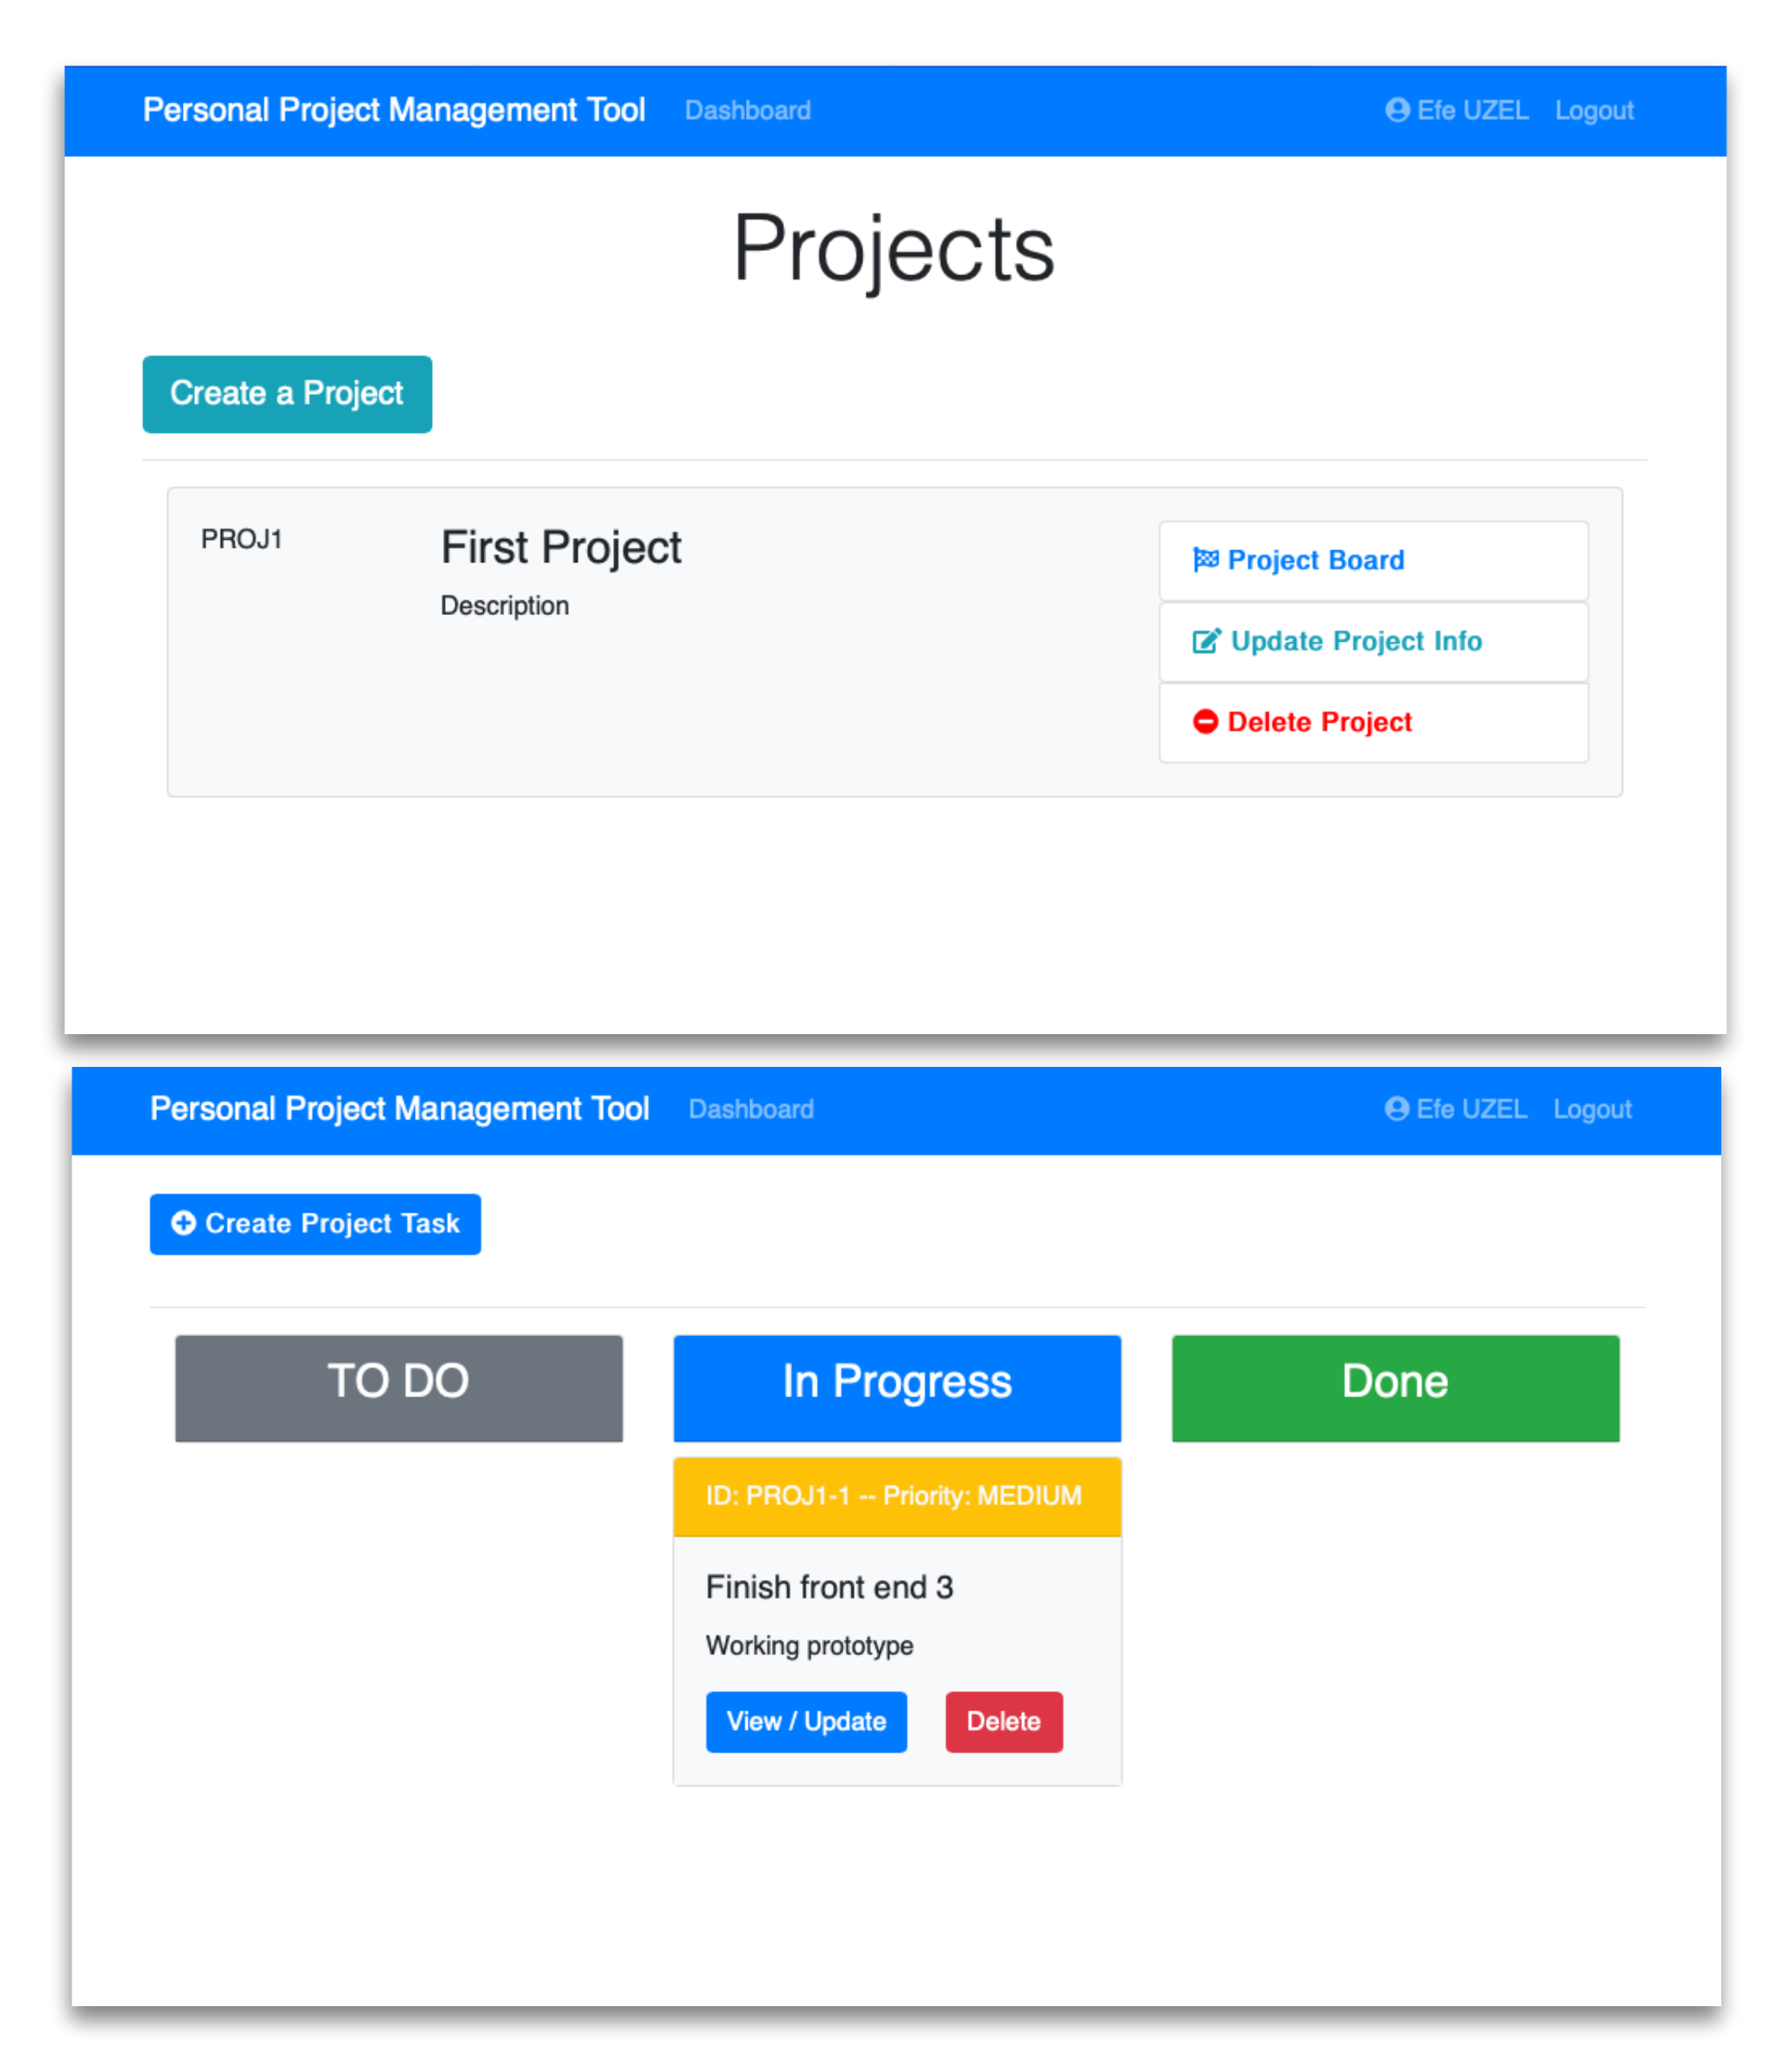 Personal Project Management Tool Dashboard Efe UZEL Logout
Projects
Create a Project
PROJ1 First Project
Description
Project Board
Update Project Info
Delete Project
Personal Project Management Tool Dashboard Efe UZEL Logout
Create Project Task
TO DO In Progress Done
ID: PROJ1-1 -- Priority: MEDIUM
Finish front end 3
Working prototype
View / Update Delete